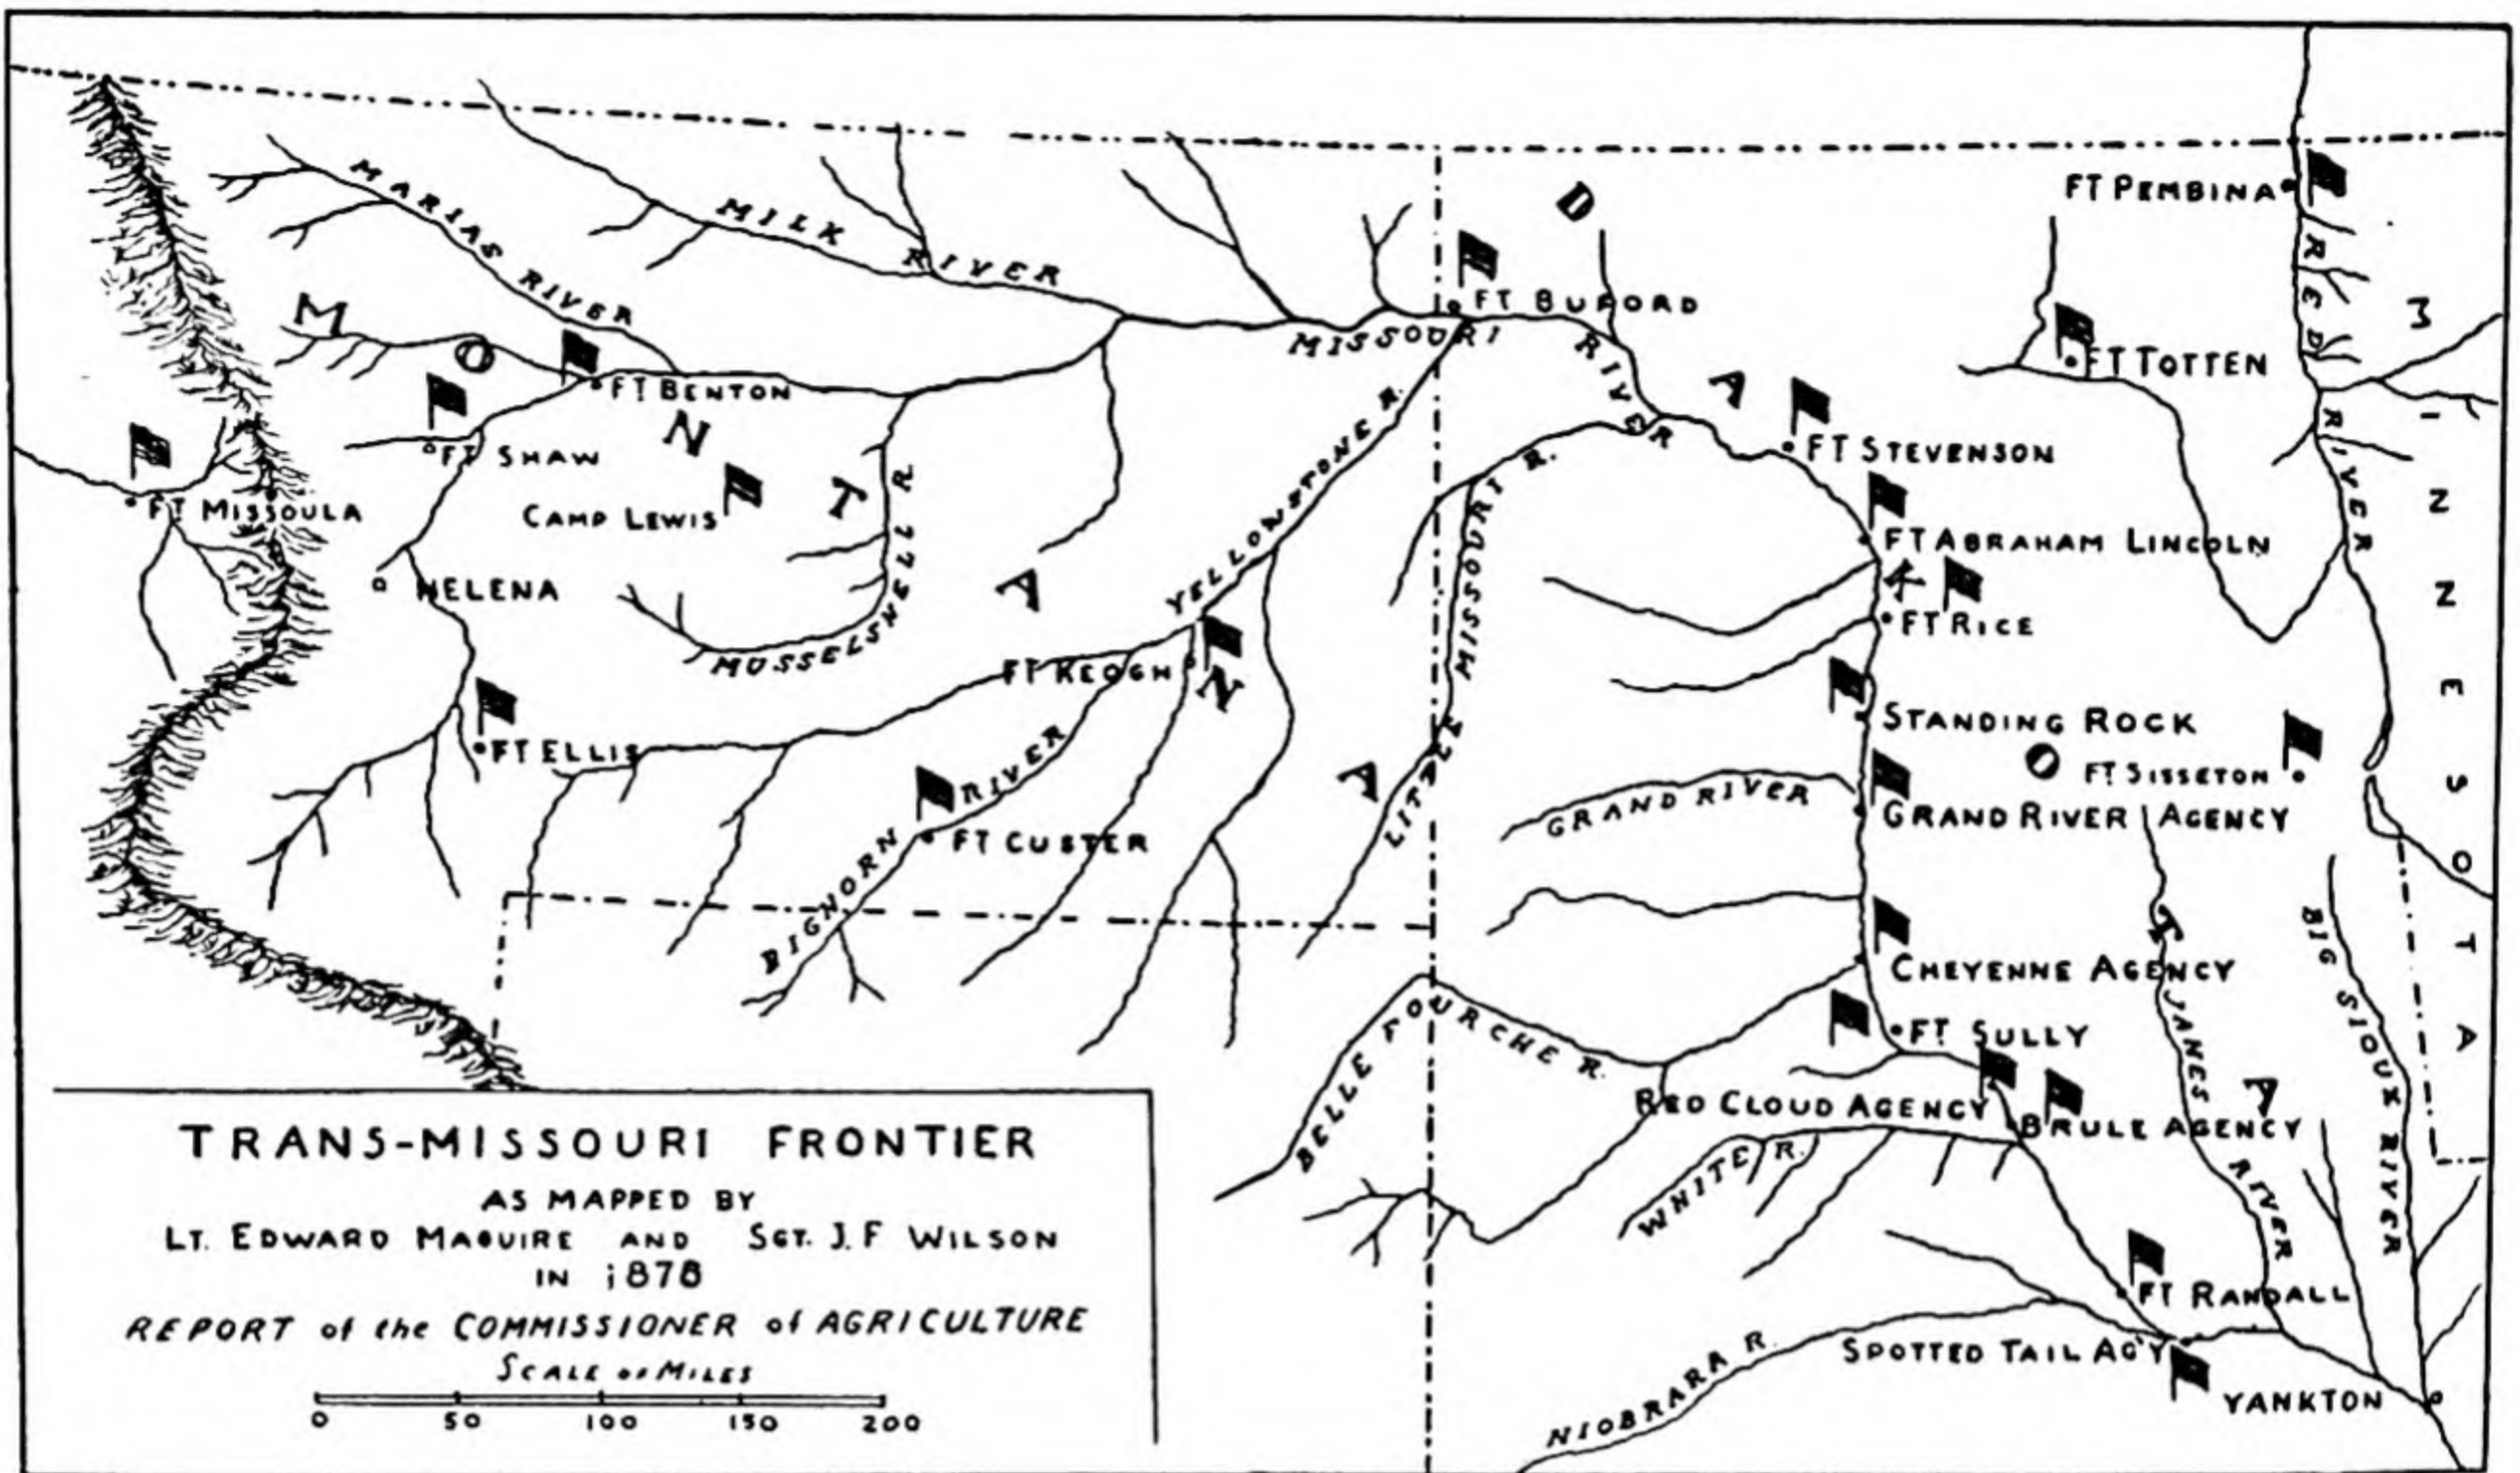 FT PEMBINA
RED RIVER
MARIAS RIVER
MILK RIVER
MISSOURI RIVER
FT BUFORD
FT TOTTEN
FT BENTON
FT SHAW
FT STEVENSON
CAMP LEWIS
FT MISSOULA
YELLOWSTONE R.
FT ABRAHAM LINCOLN
HELENA
MUSSELSHELL R
LITTLE MISSOURI R.
FT RICE
FT KEOGH
STANDING ROCK
FT ELLIS
FT SISSETON
GRAND RIVER
GRAND RIVER AGENCY
BIGHORN RIVER
FT CUSTER
CHEYENNE AGENCY
FT SULLY
BELLE FOURCHE R.
RED CLOUD AGENCY
BRULE AGENCY
WHITE R.
JAMES RIVER
BIG SIOUX RIVER
FT RANDALL
SPOTTED TAIL AG'Y
NIOBRARA R.
YANKTON
MONTANA
DAKOTA
MINNESOTA
TRANS-MISSOURI FRONTIER
AS MAPPED BY
LT. EDWARD MAGUIRE AND SGT. J. F WILSON
IN 1878
REPORT of the COMMISSIONER of AGRICULTURE
SCALE OF MILES
0 50 100 150 200